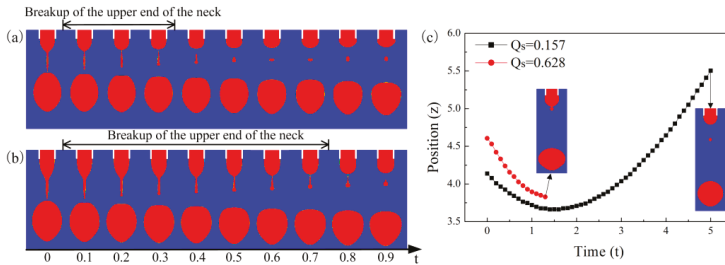 Breakup of the upper end of the neck
(a)
Breakup of the upper end of the neck
(b)
0 0.1 0.2 0.3 0.4 0.5 0.6 0.7 0.8 0.9 t
(c)
Qs=0.157
Qs=0.628
5.5
5.0
4.5
4.0
3.5
Position (z)
0 1 2 3 4 5
Time (t)